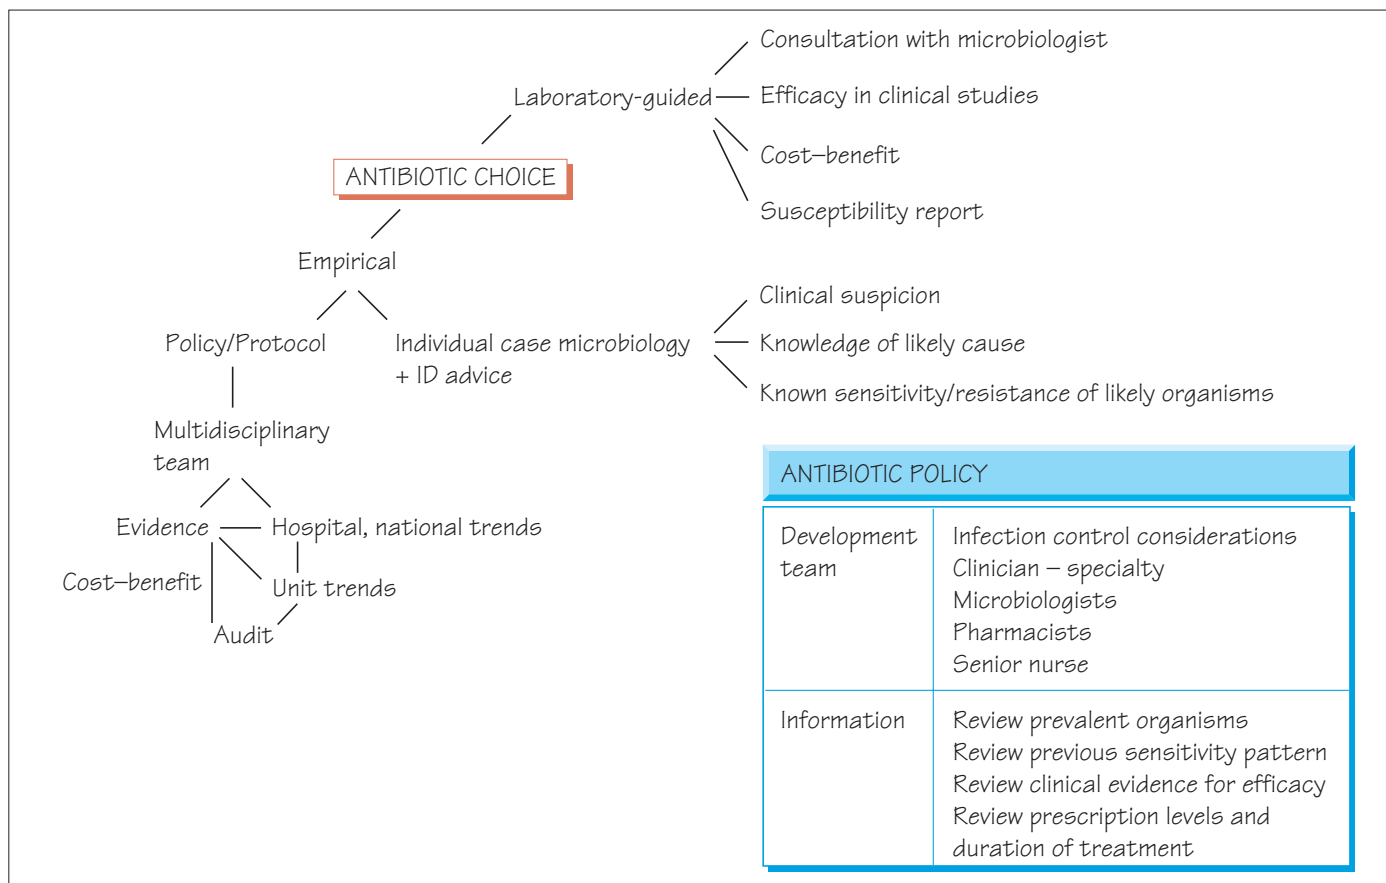 Consultation with microbiologist
Laboratory-guided
Efficacy in clinical studies
Cost–benefit
ANTIBIOTIC CHOICE
Susceptibility report
Empirical
Clinical suspicion
Policy/Protocol
Individual case microbiology
+ ID advice
Knowledge of likely cause
Known sensitivity/resistance of likely organisms
Multidisciplinary
team
Evidence
Hospital, national trends
Cost–benefit
Unit trends
Audit
ANTIBIOTIC POLICY
Development
team
Infection control considerations
Clinician – specialty
Microbiologists
Pharmacists
Senior nurse
Information
Review prevalent organisms
Review previous sensitivity pattern
Review clinical evidence for efficacy
Review prescription levels and
duration of treatment